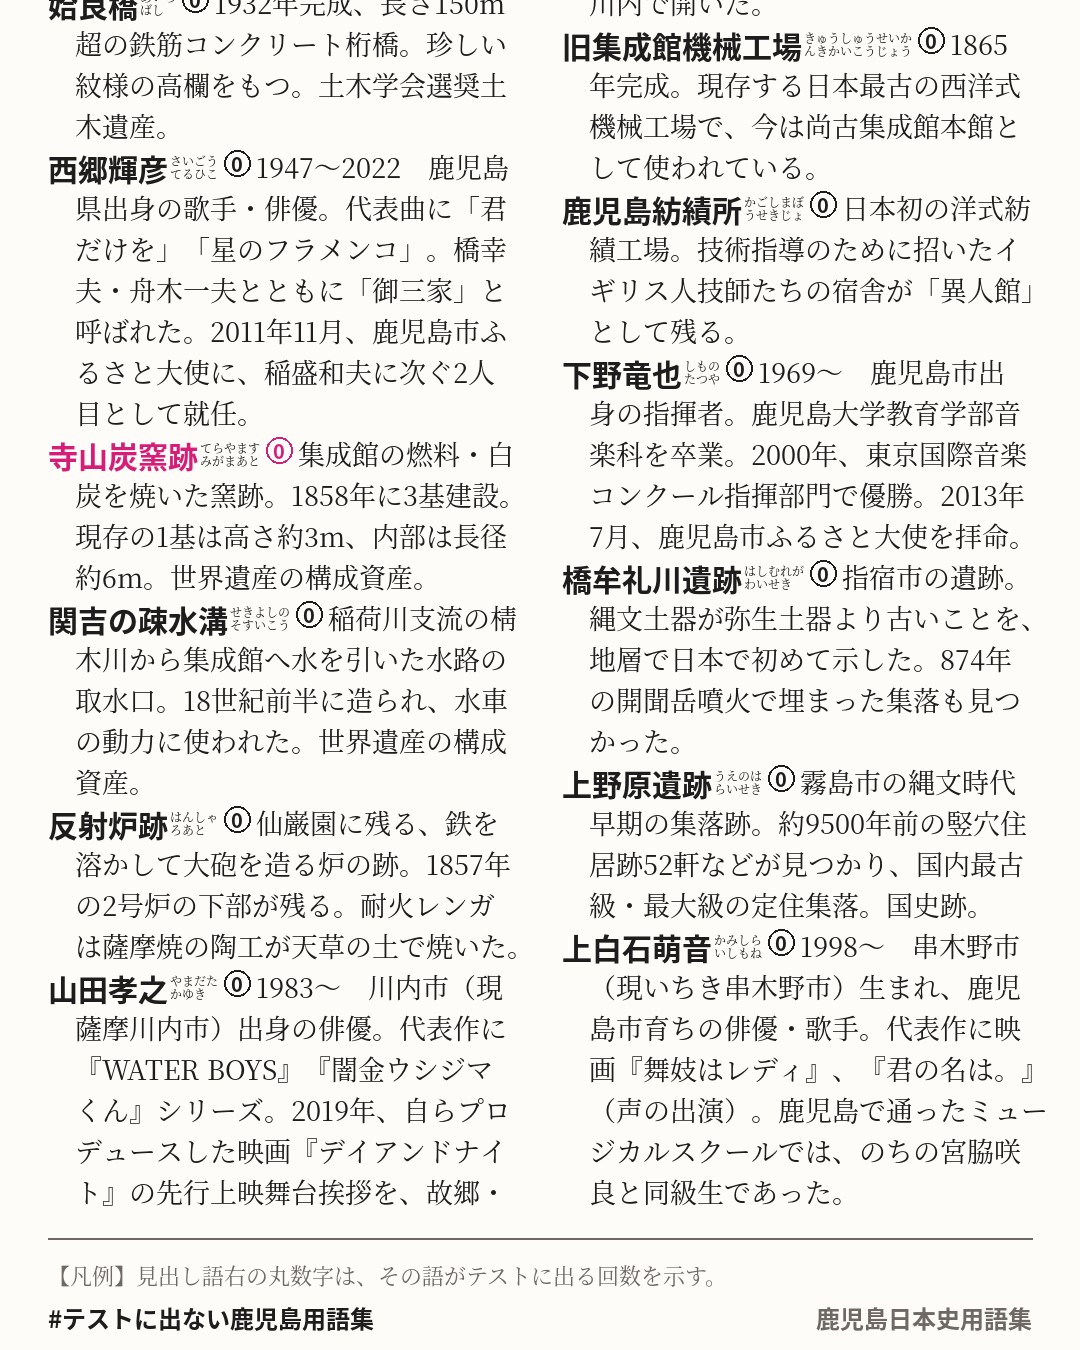 姶良橋 ばし 0 1932年完成、長さ150m
超の鉄筋コンクリート桁橋。珍しい
紋様の高欄をもつ。土木学会選奨土
木遺産。
西郷輝彦 さいごうてるひこ 0 1947〜2022　鹿児島
県出身の歌手・俳優。代表曲に「君
だけを」「星のフラメンコ」。橋幸
夫・舟木一夫とともに「御三家」と
呼ばれた。2011年11月、鹿児島市ふ
るさと大使に、稲盛和夫に次ぐ2人
目として就任。
寺山炭窯跡 てらやますみがまあと 0 集成館の燃料・白
炭を焼いた窯跡。1858年に3基建設。
現存の1基は高さ約3m、内部は長径
約6m。世界遺産の構成資産。
関吉の疎水溝 せきよしのそすいこう 0 稲荷川支流の棈
木川から集成館へ水を引いた水路の
取水口。18世紀前半に造られ、水車
の動力に使われた。世界遺産の構成
資産。
反射炉跡 はんしゃろあと 0 仙巌園に残る、鉄を
溶かして大砲を造る炉の跡。1857年
の2号炉の下部が残る。耐火レンガ
は薩摩焼の陶工が天草の土で焼いた。
山田孝之 やまだたかゆき 0 1983〜　川内市（現
薩摩川内市）出身の俳優。代表作に
『WATER BOYS』『闇金ウシジマ
くん』シリーズ。2019年、自らプロ
デュースした映画『デイアンドナイ
ト』の先行上映舞台挨拶を、故郷・
川内で開いた。
旧集成館機械工場 きゅうしゅうせいかんきかいこうじょう 0 1865
年完成。現存する日本最古の西洋式
機械工場で、今は尚古集成館本館と
して使われている。
鹿児島紡績所 かごしまぼうせきじょ 0 日本初の洋式紡
績工場。技術指導のために招いたイ
ギリス人技師たちの宿舎が「異人館」
として残る。
下野竜也 しものたつや 0 1969〜　鹿児島市出
身の指揮者。鹿児島大学教育学部音
楽科を卒業。2000年、東京国際音楽
コンクール指揮部門で優勝。2013年
7月、鹿児島市ふるさと大使を拝命。
橋牟礼川遺跡 はしむれがわいせき 0 指宿市の遺跡。
縄文土器が弥生土器より古いことを、
地層で日本で初めて示した。874年
の開聞岳噴火で埋まった集落も見つ
かった。
上野原遺跡 うえのはらいせき 0 霧島市の縄文時代
早期の集落跡。約9500年前の竪穴住
居跡52軒などが見つかり、国内最古
級・最大級の定住集落。国史跡。
上白石萌音 かみしらいしもね 0 1998〜　串木野市
（現いちき串木野市）生まれ、鹿児
島市育ちの俳優・歌手。代表作に映
画『舞妓はレディ』、『君の名は。』
（声の出演）。鹿児島で通ったミュー
ジカルスクールでは、のちの宮脇咲
良と同級生であった。
【凡例】見出し語右の丸数字は、その語がテストに出る回数を示す。
#テストに出ない鹿児島用語集
鹿児島日本史用語集